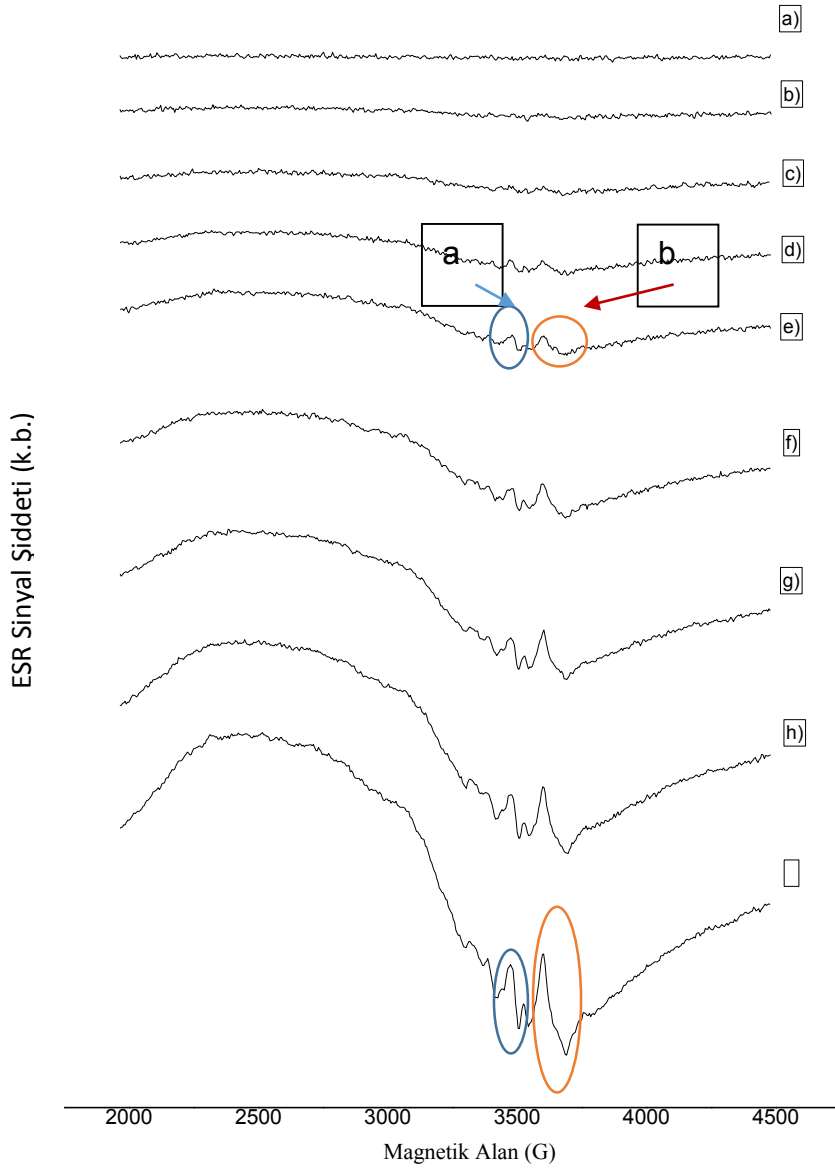 a)
b)
c)
d)
a
b
e)
f)
g)
h)
ESR Sinyal Şiddeti (k.b.)
2000 2500 3000 3500 4000 4500
Magnetik Alan (G)